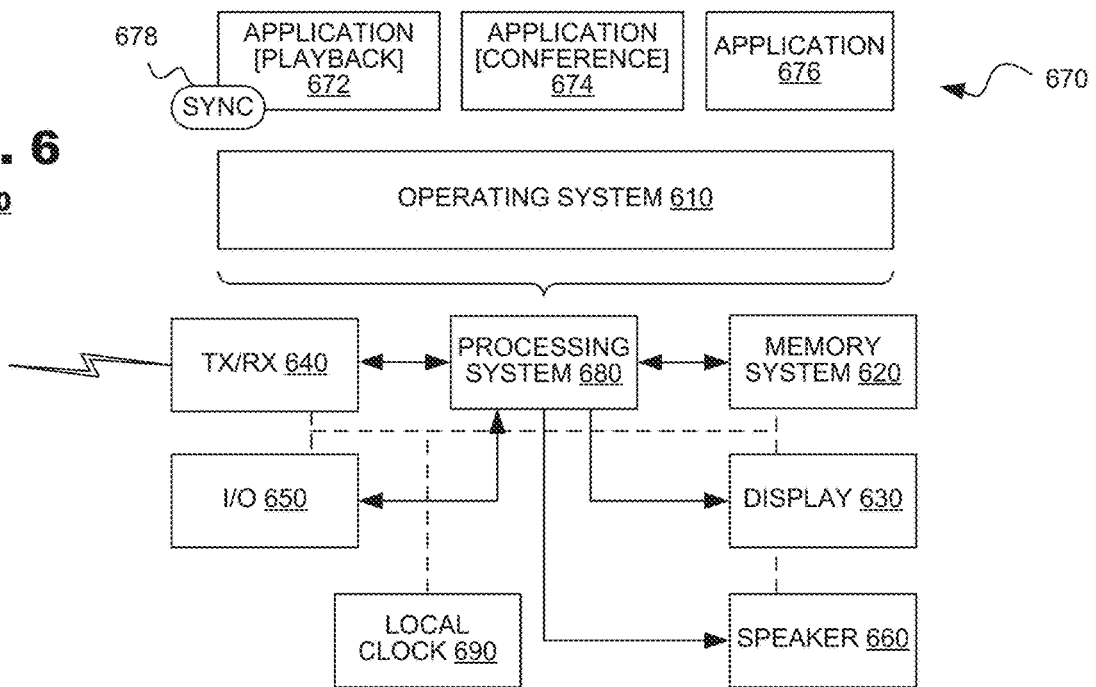 678
APPLICATION
[PLAYBACK]
672
APPLICATION
[CONFERENCE]
674
APPLICATION
676
670
SYNC
. 6
0
OPERATING SYSTEM 610
TX/RX 640
PROCESSING
SYSTEM 680
MEMORY
SYSTEM 620
I/O 650
DISPLAY 630
LOCAL
CLOCK 690
SPEAKER 660